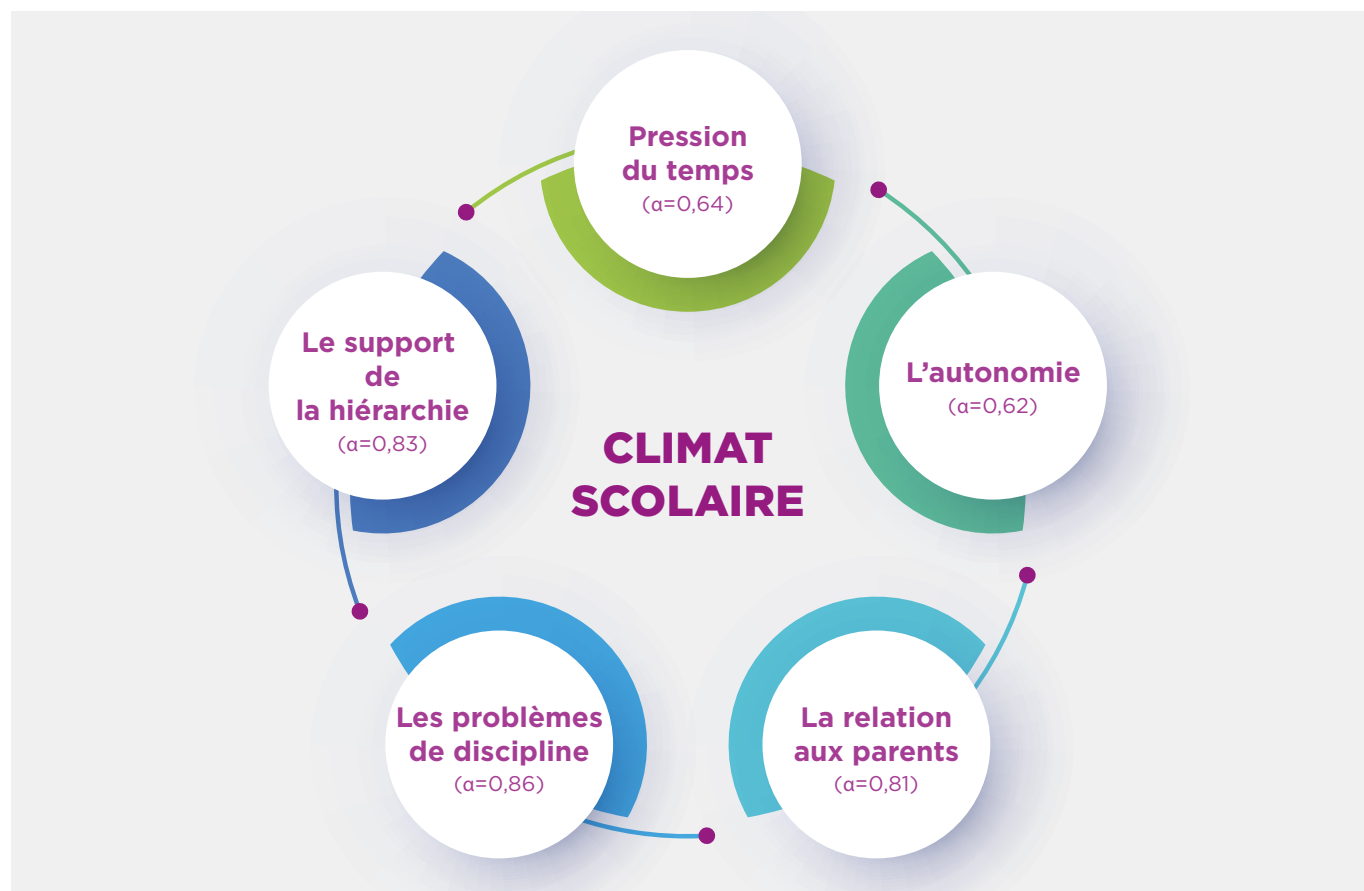 Pression
du temps
(α=0,64)
L'autonomie
(α=0,62)
La relation
aux parents
(α=0,81)
Les problèmes
de discipline
(α=0,86)
Le support
de
la hiérarchie
(α=0,83)
CLIMAT
SCOLAIRE